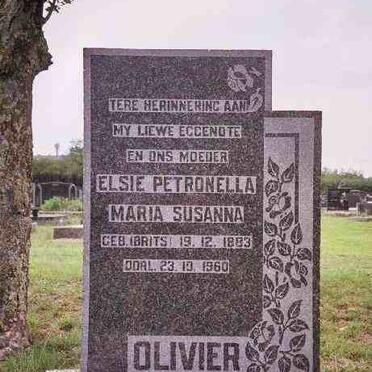 TERE HERINNERING AAN
MY LIEWE EGGENOTE
EN ONS MOEDER
ELSIE PETRONELLA
MARIA SUSANNA
GEB. (BRITS) 19. 12. 1893
OORL. 23. 10. 1960
OLIVIER